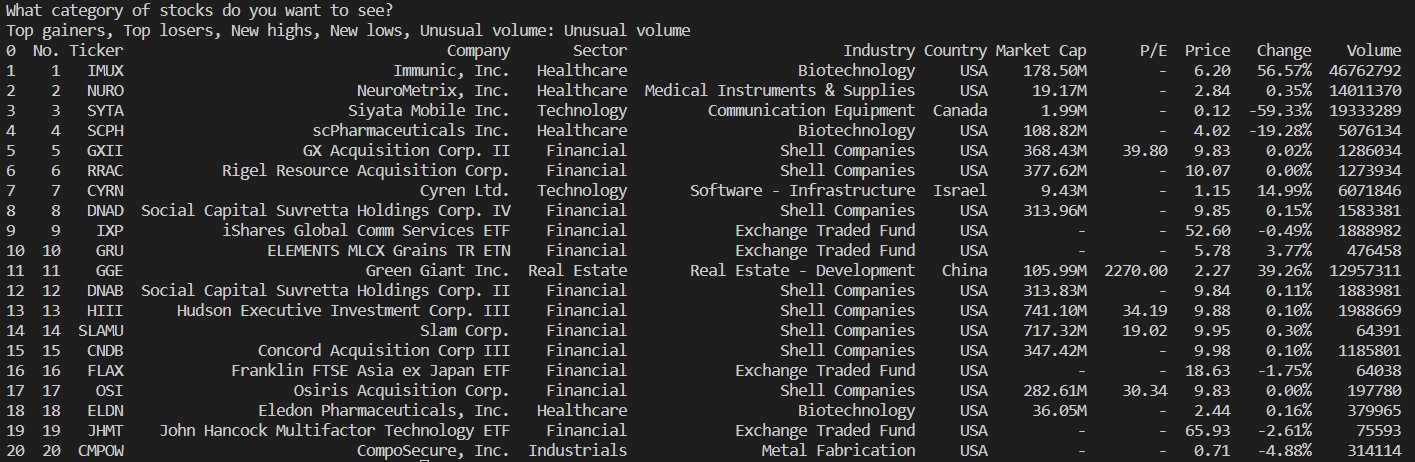 What category of stocks do you want to see?
Top gainers, Top losers, New highs, New lows, Unusual volume: Unusual volume
0 No. Ticker Company Sector Industry Country Market Cap P/E Price Change Volume
1 1 IMUX Immunic, Inc. Healthcare Biotechnology USA 178.50M - 6.20 56.57% 46762792
2 2 NURO NeuroMetrix, Inc. Healthcare Medical Instruments & Supplies USA 19.17M - 2.84 0.35% 14011370
3 3 SYTA Siyata Mobile Inc. Technology Communication Equipment Canada 1.99M - 0.12 -59.33% 19333289
4 4 SCPH scPharmaceuticals Inc. Healthcare Biotechnology USA 108.82M - 4.02 -19.28% 5076134
5 5 GXII GX Acquisition Corp. II Financial Shell Companies USA 368.43M 39.80 9.83 0.02% 1286034
6 6 RRAC Rigel Resource Acquisition Corp. Financial Shell Companies USA 377.62M - 10.07 0.00% 1273934
7 7 CYRN Cyren Ltd. Technology Software - Infrastructure Israel 9.43M - 1.15 14.99% 6071846
8 8 DNAD Social Capital Suvretta Holdings Corp. IV Financial Shell Companies USA 313.96M - 9.85 0.15% 1583381
9 9 IXP iShares Global Comm Services ETF Financial Exchange Traded Fund USA - - 52.60 -0.49% 1888982
10 10 GRU ELEMENTS MLCX Grains TR ETN Financial Exchange Traded Fund USA - - 5.78 3.77% 476458
11 11 GGE Green Giant Inc. Real Estate Real Estate - Development China 105.99M 2270.00 2.27 39.26% 12957311
12 12 DNAB Social Capital Suvretta Holdings Corp. II Financial Shell Companies USA 313.83M - 9.84 0.11% 1883981
13 13 HIII Hudson Executive Investment Corp. III Financial Shell Companies USA 741.10M 34.19 9.88 0.10% 1988669
14 14 SLAMU Slam Corp. Financial Shell Companies USA 717.32M 19.02 9.95 0.30% 64391
15 15 CNDB Concord Acquisition Corp III Financial Shell Companies USA 347.42M - 9.98 0.10% 1185801
16 16 FLAX Franklin FTSE Asia ex Japan ETF Financial Exchange Traded Fund USA - - 18.63 -1.75% 64038
17 17 OSI Osiris Acquisition Corp. Financial Shell Companies USA 282.61M 30.34 9.83 0.00% 197780
18 18 ELDN Eledon Pharmaceuticals, Inc. Healthcare Biotechnology USA 36.05M - 2.44 0.16% 379965
19 19 JHMT John Hancock Multifactor Technology ETF Financial Exchange Traded Fund USA - - 65.93 -2.61% 75593
20 20 CMPOW CompoSecure, Inc. Industrials Metal Fabrication USA - - 0.71 -4.88% 314114